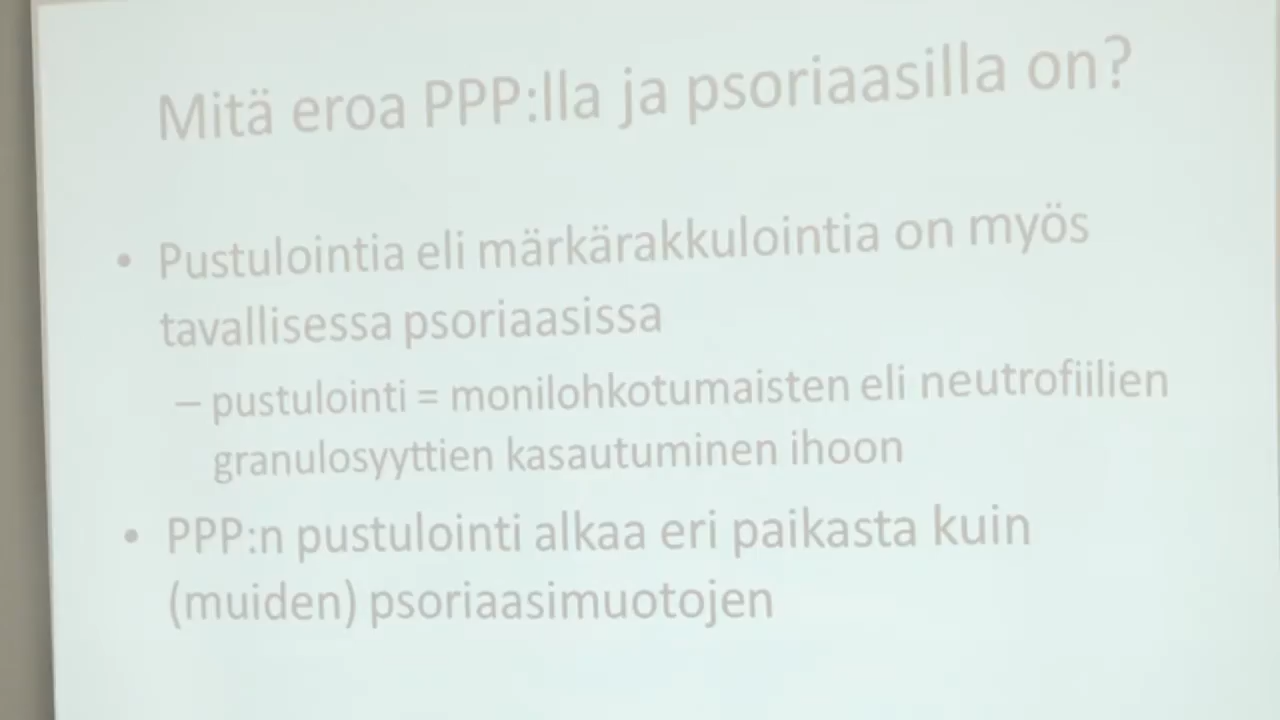 Mitä eroa PPP:lla ja psoriaasilla on?
• Pustulointia eli märkärakkulointia on myös
tavallisessa psoriaasissa
– pustulointi = monilohkotumaisten eli neutrofiilien
granulosyyttien kasautuminen ihoon
• PPP:n pustulointi alkaa eri paikasta kuin
(muiden) psoriaasimuotojen